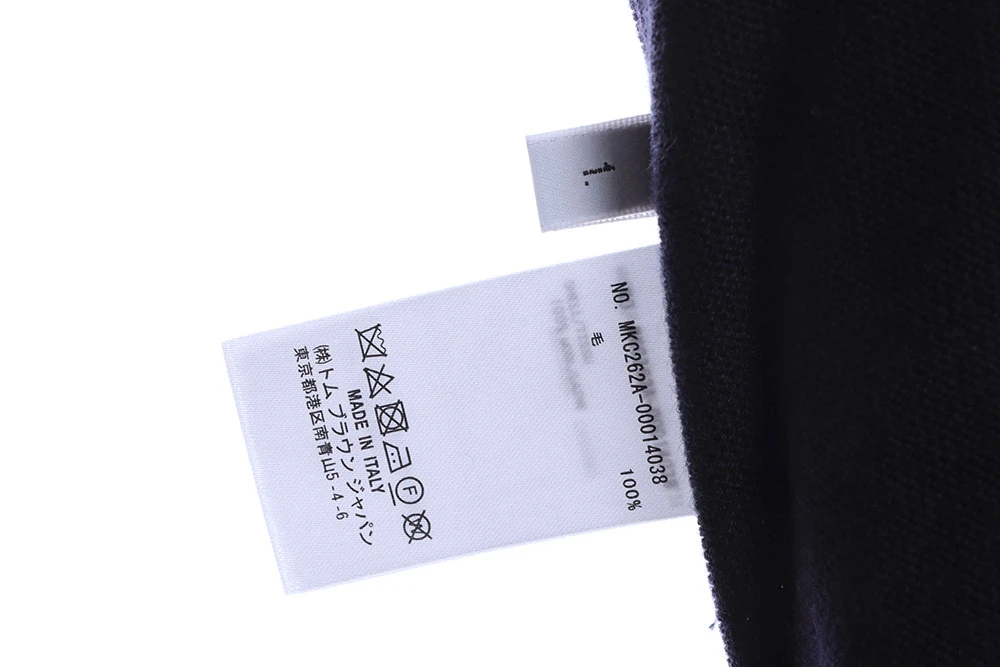 NO. MKC262A-00014038
毛 100%
MADE IN ITALY
㈱トム ブラウン ジャパン
東京都港区南青山5-4-6